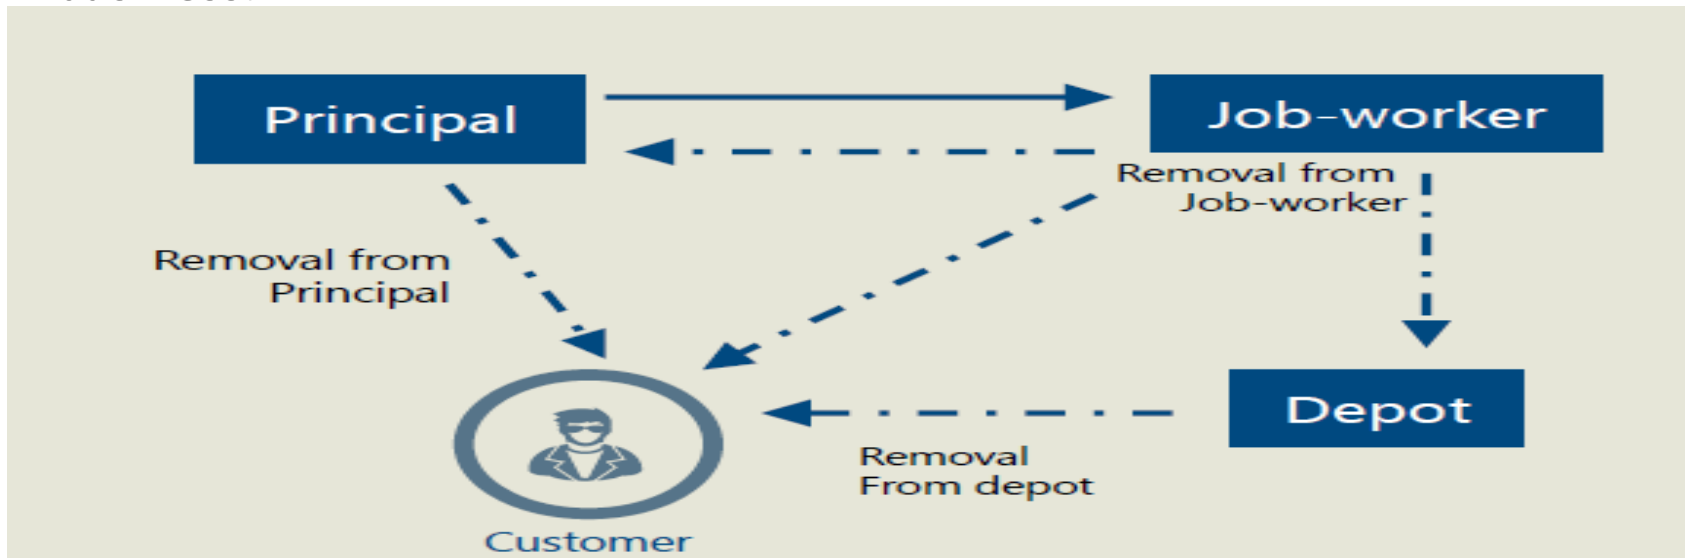 Principal
Job-worker
Removal from
Job-worker
Removal from
Principal
Depot
Removal
From depot
Customer